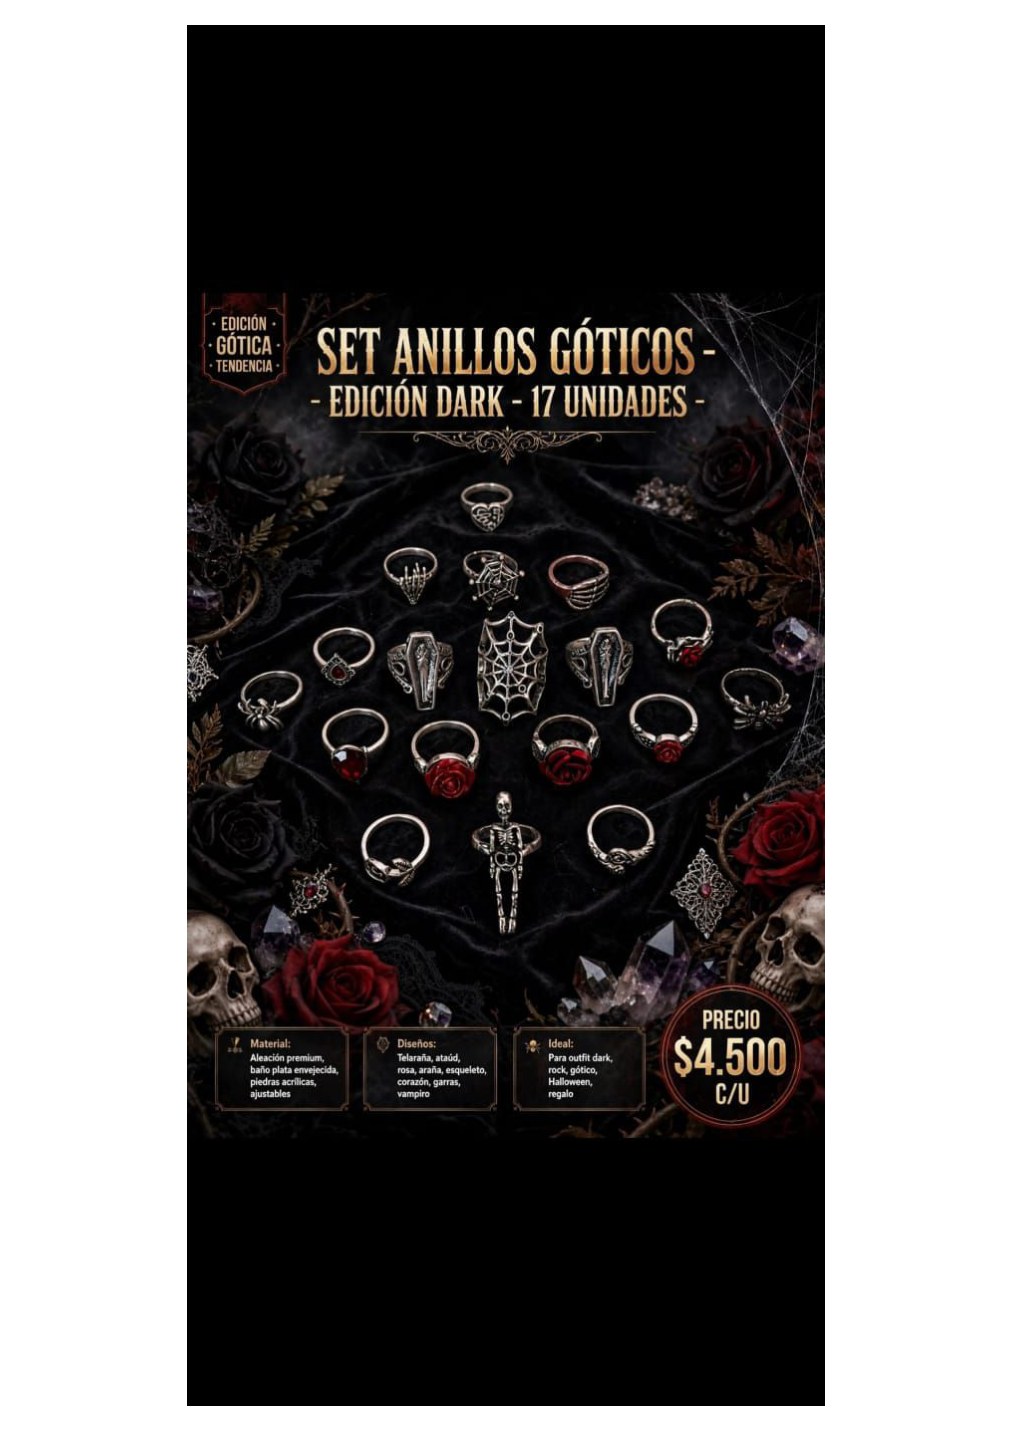 · EDICIÓN ·
· GÓTICA ·
· TENDENCIA ·
SET ANILLOS GÓTICOS -
- EDICIÓN DARK - 17 UNIDADES -
Material:
Aleación premium,
baño plata envejecida,
piedras acrílicas,
ajustables
Diseños:
Telaraña, ataúd,
rosa, araña, esqueleto,
corazón, garras,
vampiro
Ideal:
Para outfit dark,
rock, gótico,
Halloween,
regalo
PRECIO
$4.500
C/U